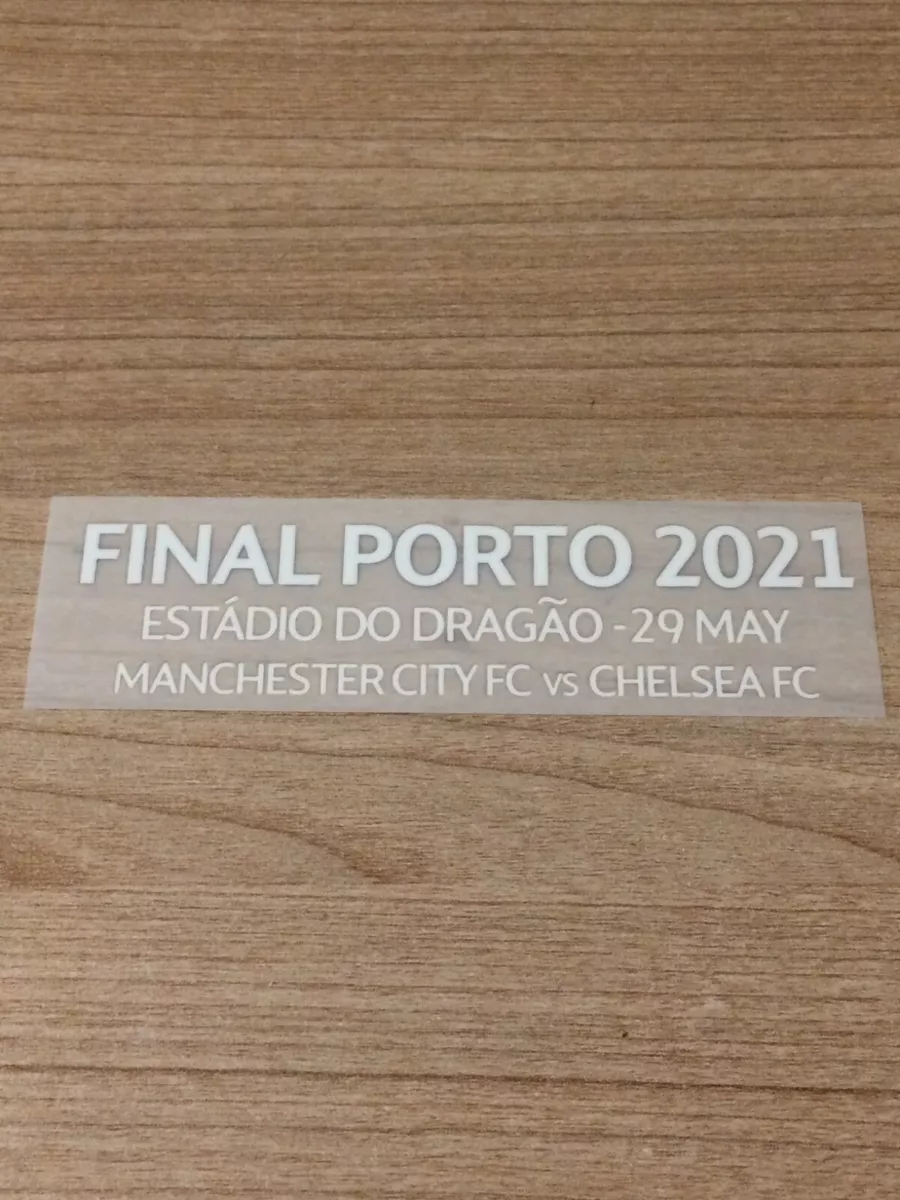 FINAL PORTO 2021
ESTÁDIO DO DRAGÃO - 29 MAY
MANCHESTER CITY FC VS CHELSEA FC